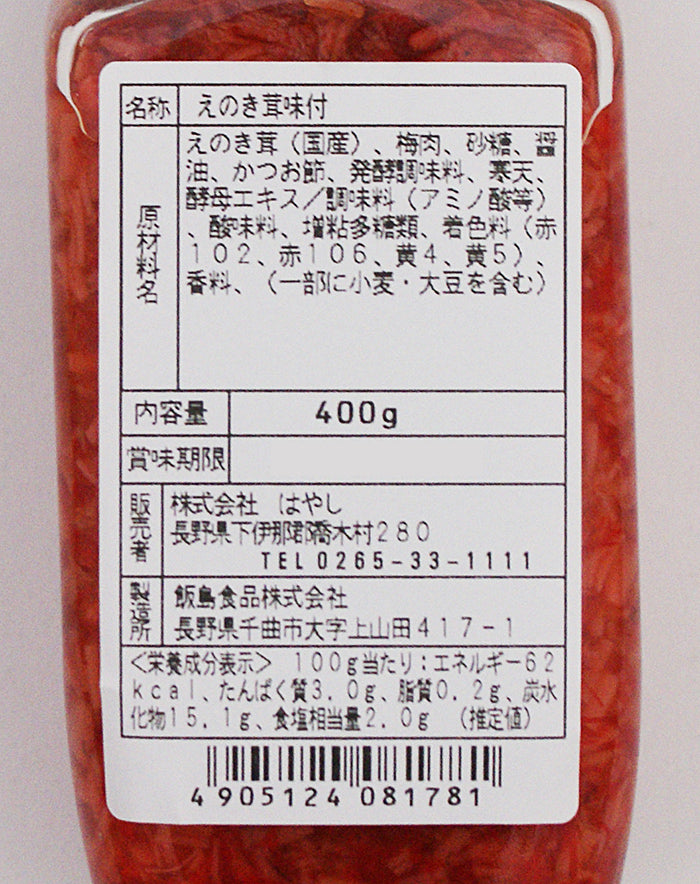 名称 えのき茸味付
原材料名
えのき茸（国産）、梅肉、砂糖、醤
油、かつお節、発酵調味料、寒天、
酵母エキス／調味料（アミノ酸等）
、酸味料、増粘多糖類、着色料（赤
１０２、赤１０６、黄４、黄５）、
香料、（一部に小麦・大豆を含む）
内容量 400g
賞味期限
販売者
株式会社 はやし
長野県下伊那郡喬木村２８０
TEL 0265-33-1111
製造所
飯島食品株式会社
長野県千曲市大字上山田４１７－１
＜栄養成分表示＞ １００ｇ当たり：エネルギー６２
ｋｃａｌ、たんぱく質３．０ｇ、脂質０．２ｇ、炭水
化物１５．１ｇ、食塩相当量２．０ｇ （推定値）
4 905124 081781